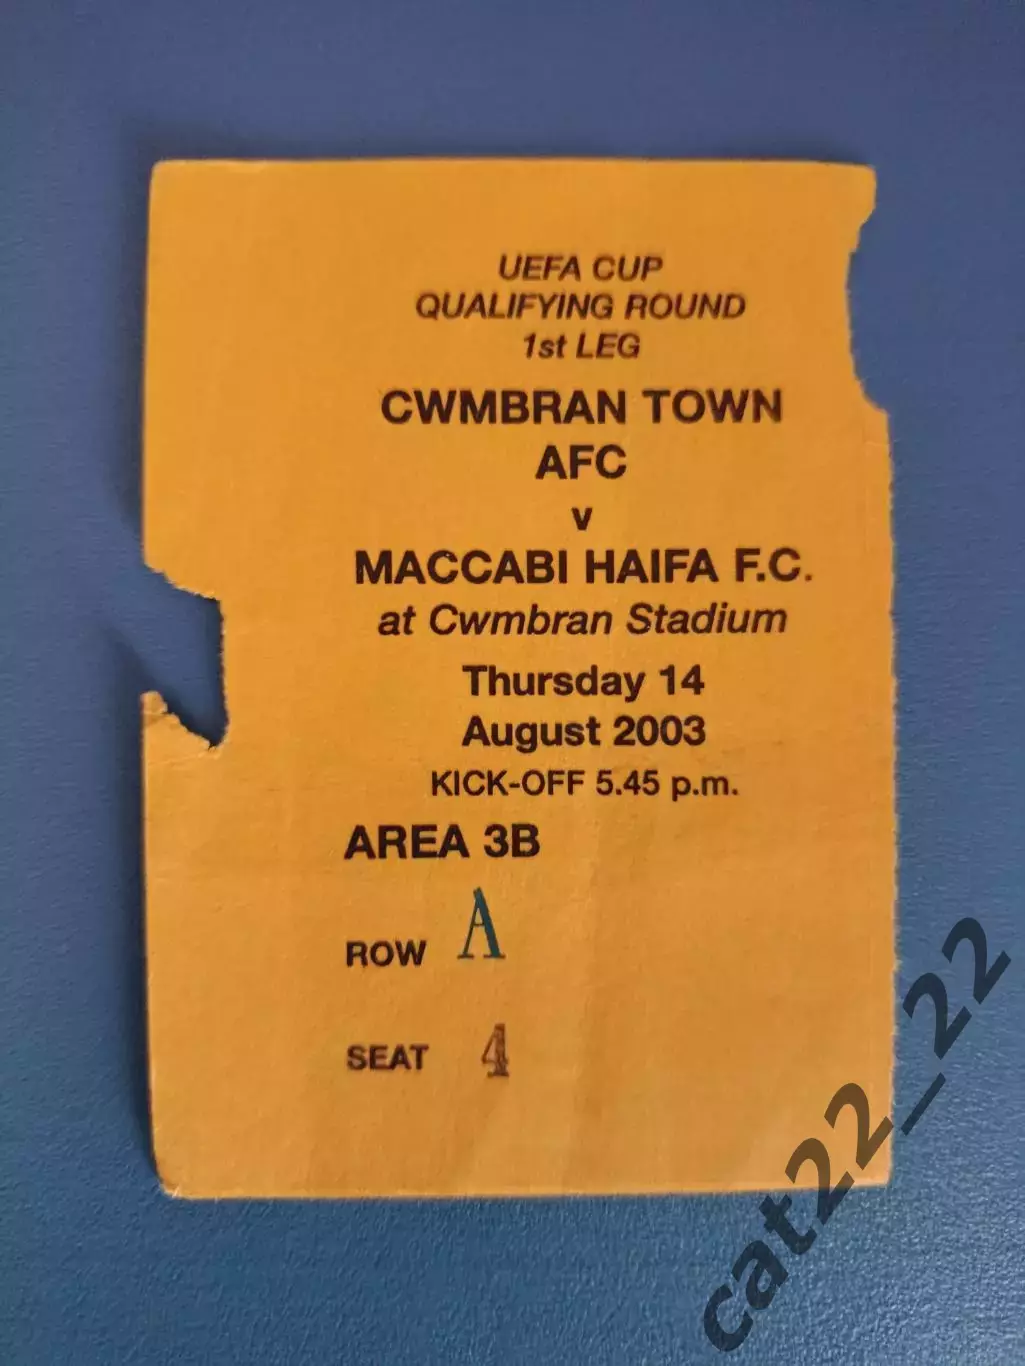 UEFA CUP
QUALIFYING ROUND
1st LEG
CWMBRAN TOWN
AFC
v
MACCABI HAIFA F.C.
at Cwmbran Stadium
Thursday 14
August 2003
KICK-OFF 5.45 p.m.
AREA 3B
ROW A
SEAT 4
cat22_22